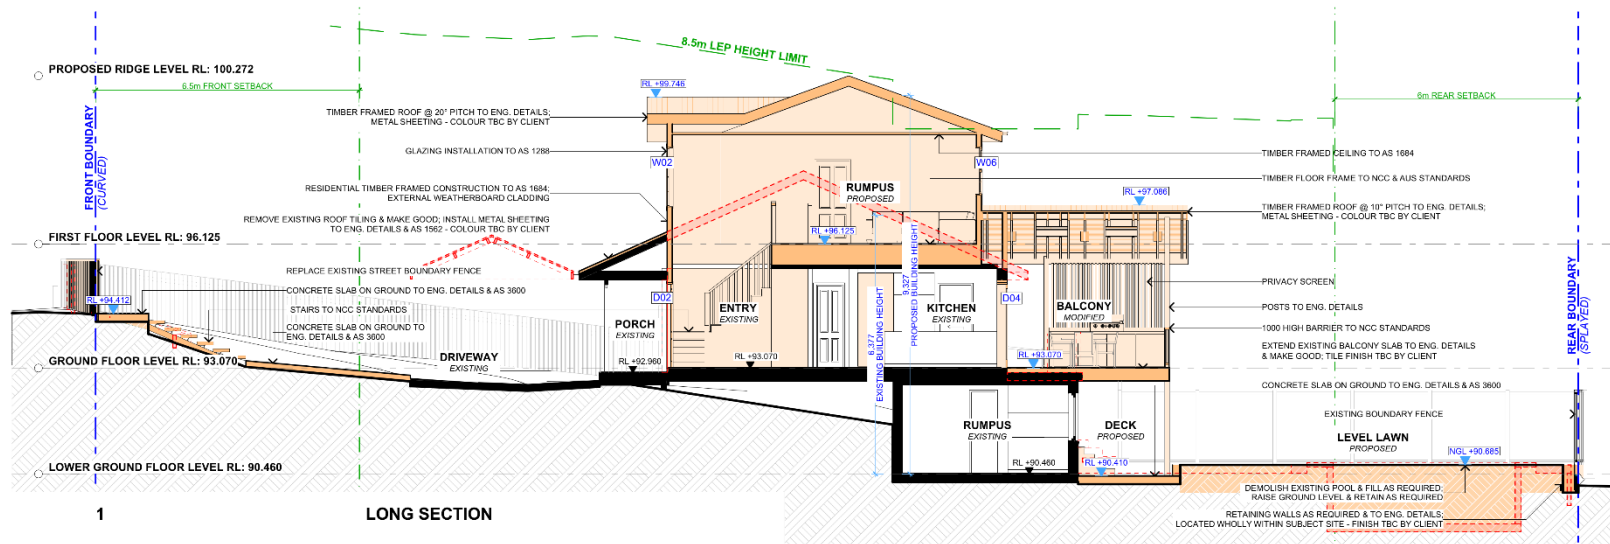 8.5m LEP HEIGHT LIMIT
PROPOSED RIDGE LEVEL RL: 100.272
6.5m FRONT SETBACK
6m REAR SETBACK
FRONT BOUNDARY
(CURVED)
REAR BOUNDARY
(SPLAYED)
RL +99.746
TIMBER FRAMED ROOF @ 20° PITCH TO ENG. DETAILS;
METAL SHEETING - COLOUR TBC BY CLIENT
GLAZING INSTALLATION TO AS 1288
W02
W06
RESIDENTIAL TIMBER FRAMED CONSTRUCTION TO AS 1684;
EXTERNAL WEATHERBOARD CLADDING
REMOVE EXISTING ROOF TILING & MAKE GOOD; INSTALL METAL SHEETING
TO ENG. DETAILS & AS 1562 - COLOUR TBC BY CLIENT
TIMBER FRAMED CEILING TO AS 1684
TIMBER FLOOR FRAME TO NCC & AUS STANDARDS
RL +97.086
TIMBER FRAMED ROOF @ 10° PITCH TO ENG. DETAILS;
METAL SHEETING - COLOUR TBC BY CLIENT
RUMPUS
PROPOSED
RL +96.125
FIRST FLOOR LEVEL RL: 96.125
REPLACE EXISTING STREET BOUNDARY FENCE
CONCRETE SLAB ON GROUND TO ENG. DETAILS & AS 3600
RL +94.412
STAIRS TO NCC STANDARDS
CONCRETE SLAB ON GROUND TO
ENG. DETAILS & AS 3600
DRIVEWAY
EXISTING
D02
D04
PORCH
EXISTING
RL +92.960
ENTRY
EXISTING
RL +93.070
KITCHEN
EXISTING
6,377
EXISTING BUILDING HEIGHT
9,327
PROPOSED BUILDING HEIGHT
BALCONY
MODIFIED
RL +93.070
PRIVACY SCREEN
POSTS TO ENG. DETAILS
1000 HIGH BARRIER TO NCC STANDARDS
EXTEND EXISTING BALCONY SLAB TO ENG. DETAILS
& MAKE GOOD; TILE FINISH TBC BY CLIENT
CONCRETE SLAB ON GROUND TO ENG. DETAILS & AS 3600
EXISTING BOUNDARY FENCE
GROUND FLOOR LEVEL RL: 93.070
RUMPUS
EXISTING
RL +90.460
DECK
PROPOSED
RL +90.410
LEVEL LAWN
PROPOSED
NGL +90.685
LOWER GROUND FLOOR LEVEL RL: 90.460
DEMOLISH EXISTING POOL & FILL AS REQUIRED;
RAISE GROUND LEVEL & RETAIN AS REQUIRED
RETAINING WALLS AS REQUIRED & TO ENG. DETAILS;
LOCATED WHOLLY WITHIN SUBJECT SITE - FINISH TBC BY CLIENT
1
LONG SECTION